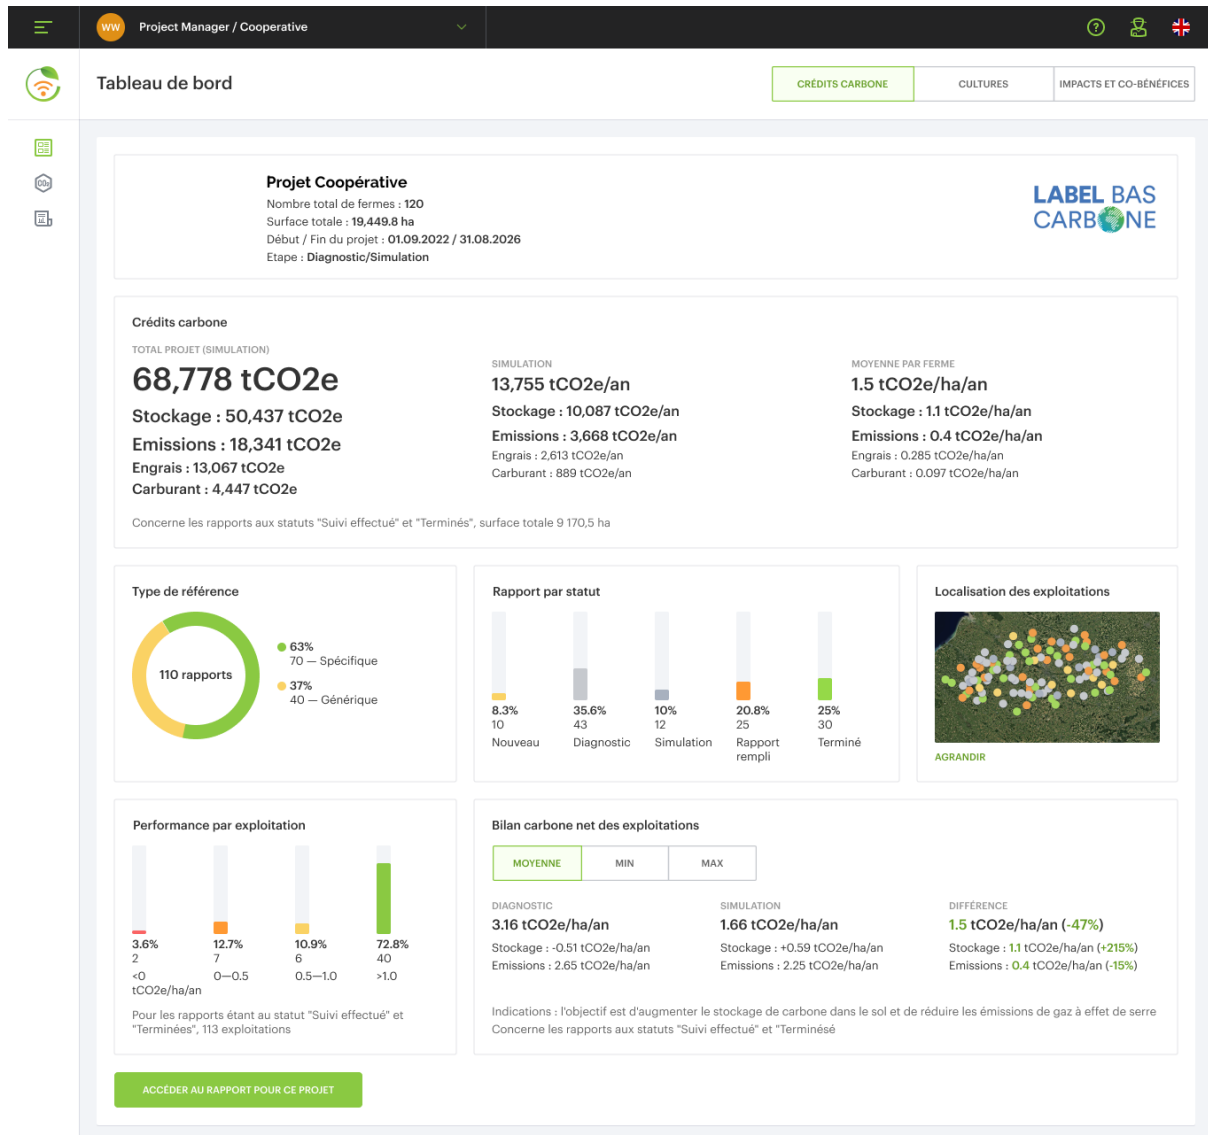 WW Project Manager / Cooperative
?
Tableau de bord
CRÉDITS CARBONE
CULTURES
IMPACTS ET CO-BÉNÉFICES
CO₂
Projet Coopérative
Nombre total de fermes : 120
Surface totale : 19,449.8 ha
Début / Fin du projet : 01.09.2022 / 31.08.2026
Etape : Diagnostic/Simulation
LABEL BAS
CARBONE
Crédits carbone
TOTAL PROJET (SIMULATION)
68,778 tCO2e
Stockage : 50,437 tCO2e
Emissions : 18,341 tCO2e
Engrais : 13,067 tCO2e
Carburant : 4,447 tCO2e
SIMULATION
13,755 tCO2e/an
Stockage : 10,087 tCO2e/an
Emissions : 3,668 tCO2e/an
Engrais : 2,613 tCO2e/an
Carburant : 889 tCO2e/an
MOYENNE PAR FERME
1.5 tCO2e/ha/an
Stockage : 1.1 tCO2e/ha/an
Emissions : 0.4 tCO2e/ha/an
Engrais : 0.285 tCO2e/ha/an
Carburant : 0.097 tCO2e/ha/an
Concerne les rapports aux statuts "Suivi effectué" et "Terminés", surface totale 9 170,5 ha
Type de référence
110 rapports
63%
70 — Spécifique
37%
40 — Générique
Rapport par statut
8.3%
10
Nouveau
35.6%
43
Diagnostic
10%
12
Simulation
20.8%
25
Rapport
rempli
25%
30
Terminé
Localisation des exploitations
AGRANDIR
Performance par exploitation
3.6%
2
<0
tCO2e/ha/an
12.7%
7
0—0.5
10.9%
6
0.5—1.0
72.8%
40
>1.0
Pour les rapports étant au statut "Suivi effectué" et
"Terminées", 113 exploitations
Bilan carbone net des exploitations
MOYENNE
MIN
MAX
DIAGNOSTIC
3.16 tCO2e/ha/an
Stockage : -0.51 tCO2e/ha/an
Emissions : 2.65 tCO2e/ha/an
SIMULATION
1.66 tCO2e/ha/an
Stockage : +0.59 tCO2e/ha/an
Emissions : 2.25 tCO2e/ha/an
DIFFÉRENCE
1.5 tCO2e/ha/an (-47%)
Stockage : 1.1 tCO2e/ha/an (+215%)
Emissions : 0.4 tCO2e/ha/an (-15%)
Indications : l'objectif est d'augmenter le stockage de carbone dans le sol et de réduire les émissions de gaz à effet de serre
Concerne les rapports aux statuts "Suivi effectué" et "Terminésé
ACCÉDER AU RAPPORT POUR CE PROJET